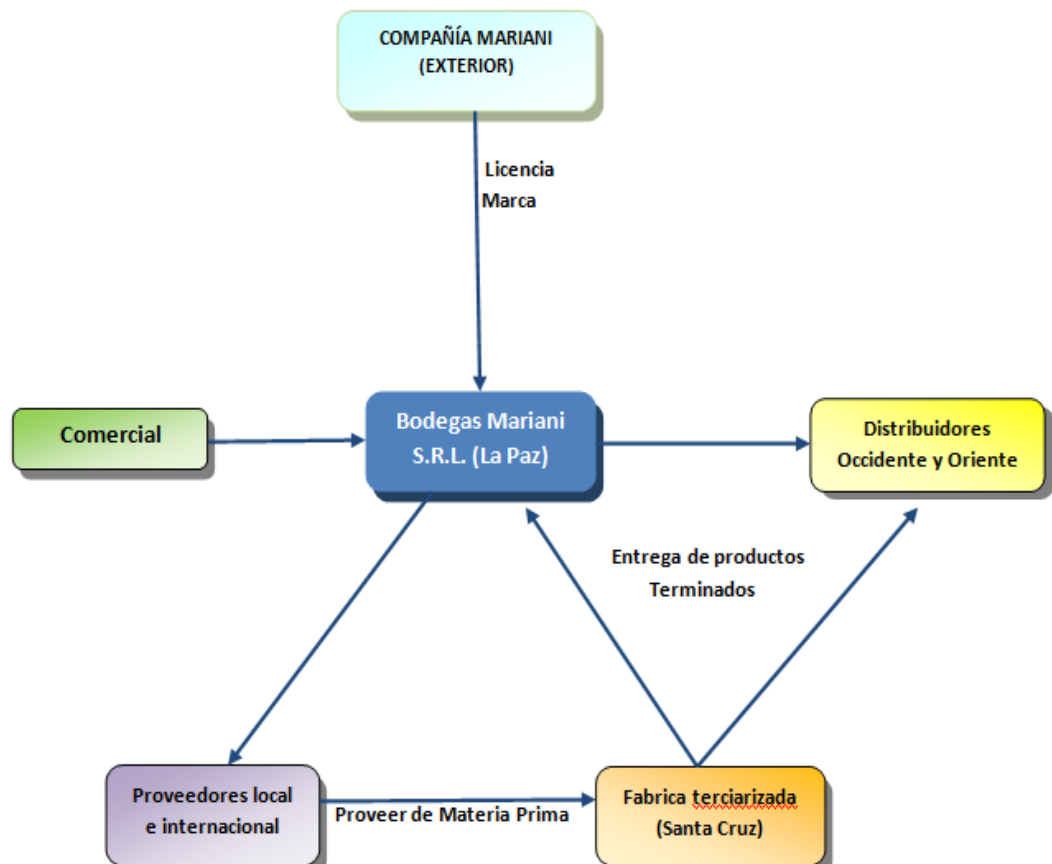 COMPAÑÍA MARIANI
(EXTERIOR)
Licencia
Marca
Comercial
Bodegas Mariani
S.R.L. (La Paz)
Distribuidores
Occidente y Oriente
Entrega de productos
Terminados
Proveedores local
e internacional
Proveer de Materia Prima
Fabrica terciarizada
(Santa Cruz)